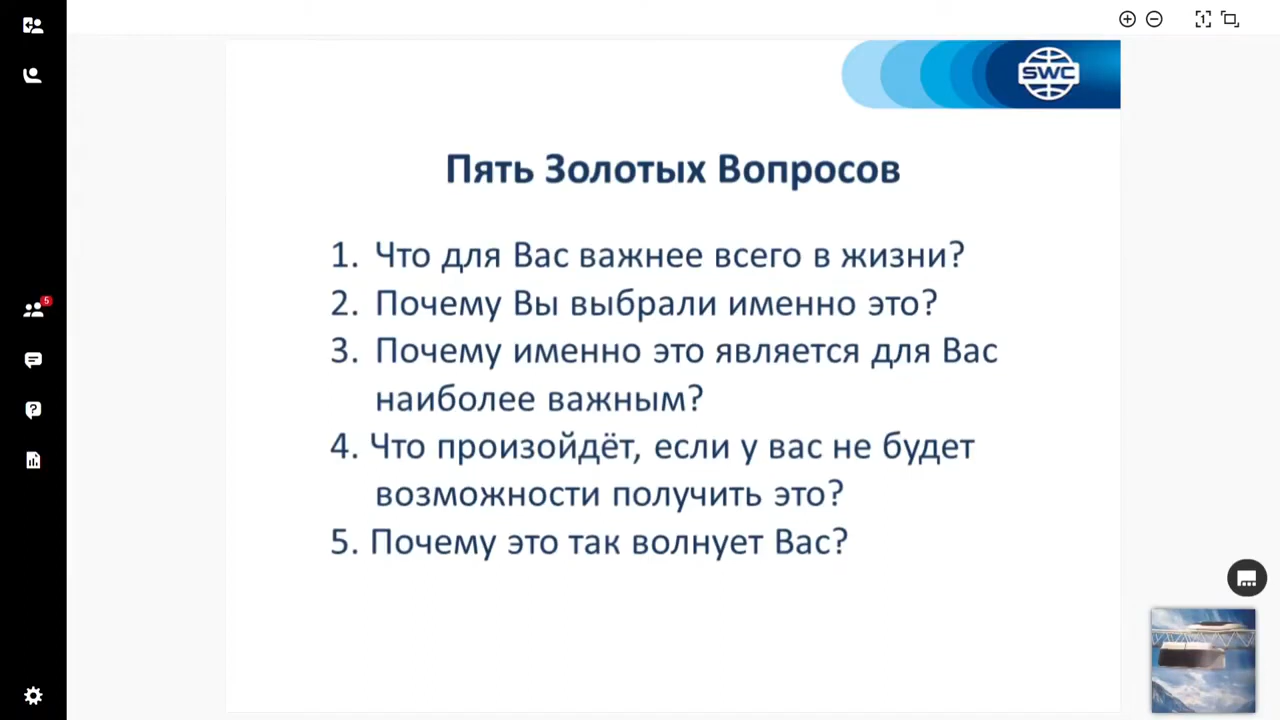 1
SWC
Пять Золотых Вопросов
1. Что для Вас важнее всего в жизни?
2. Почему Вы выбрали именно это?
3. Почему именно это является для Вас
наиболее важным?
4. Что произойдёт, если у вас не будет
возможности получить это?
5. Почему это так волнует Вас?
5
?